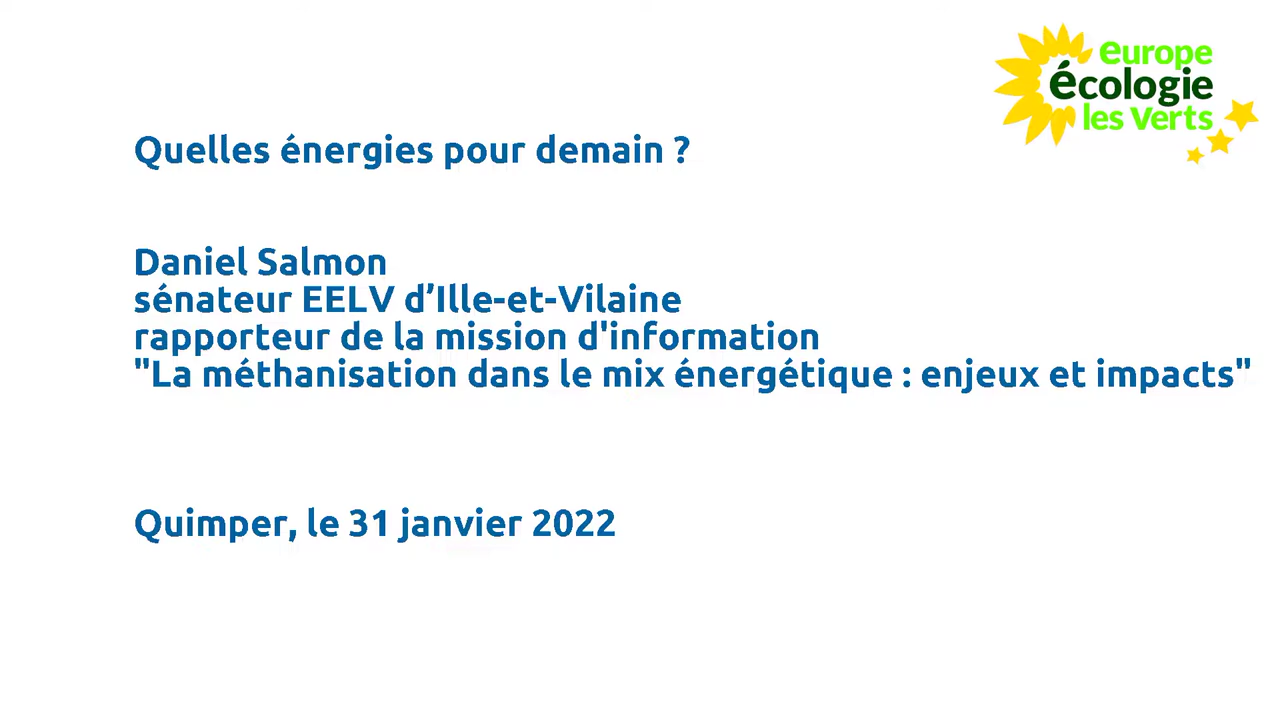 europe
écologie
les Verts
Quelles énergies pour demain ?
Daniel Salmon
sénateur EELV d’Ille-et-Vilaine
rapporteur de la mission d'information
"La méthanisation dans le mix énergétique : enjeux et impacts"
Quimper, le 31 janvier 2022